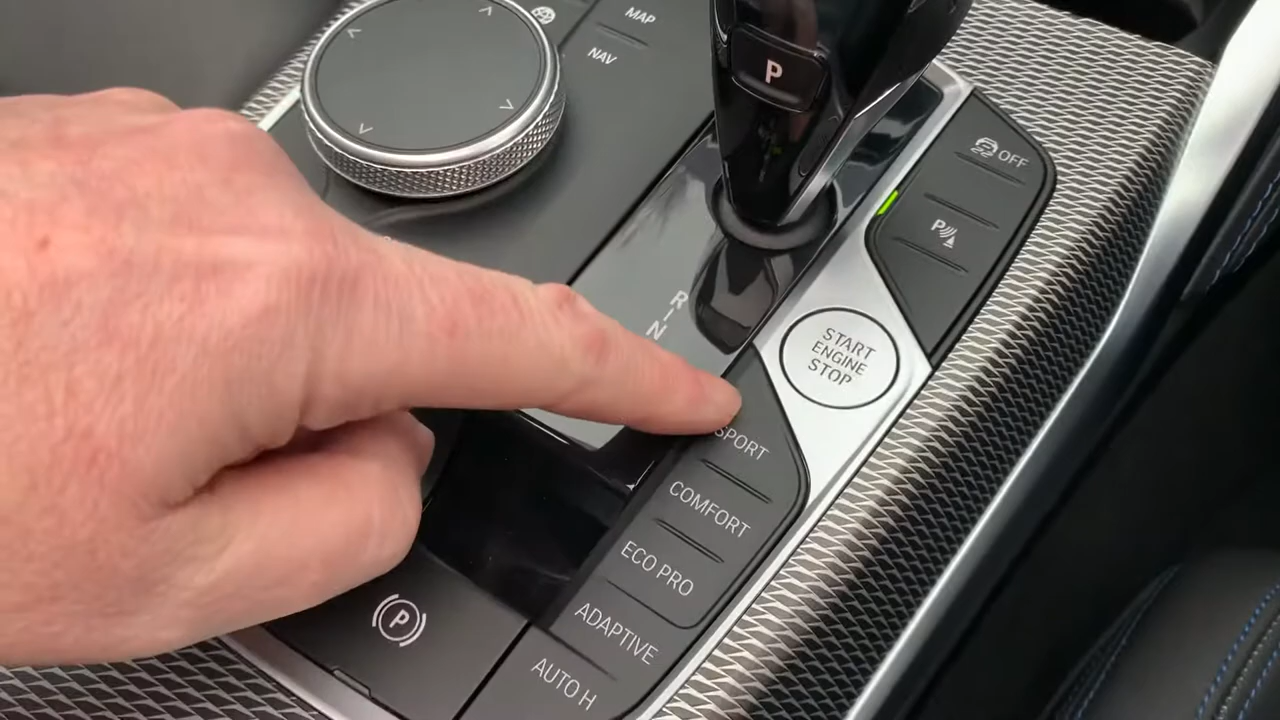 MAP
NAV
P
OFF
P
R
N
START
ENGINE
STOP
SPORT
COMFORT
ECO PRO
ADAPTIVE
AUTO H
P